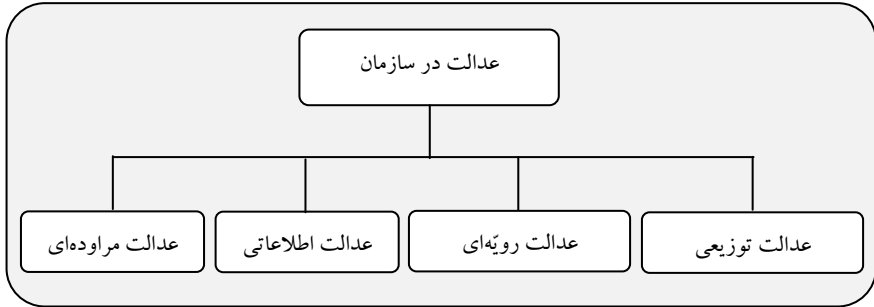 عدالت در سازمان
عدالت توزیعی
عدالت رویّه‌ای
عدالت اطلاعاتی
عدالت مراوده‌ای